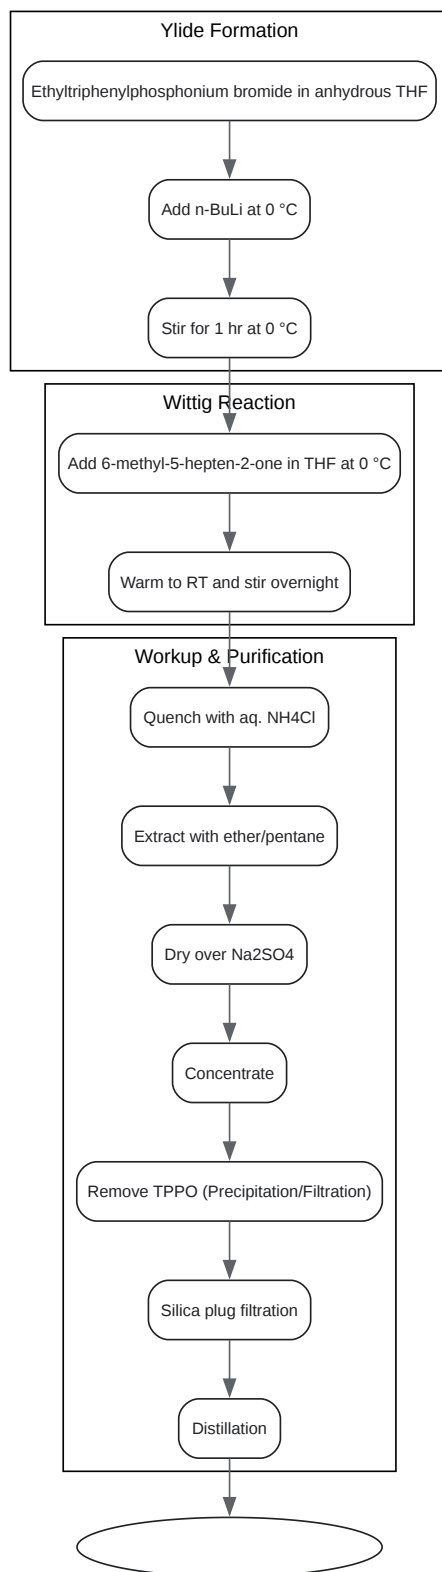 Ylide Formation
Ethyltriphenylphosphonium bromide in anhydrous THF
Add n-BuLi at 0 °C
Stir for 1 hr at 0 °C
Wittig Reaction
Add 6-methyl-5-hepten-2-one in THF at 0 °C
Warm to RT and stir overnight
Workup & Purification
Quench with aq. NH4Cl
Extract with ether/pentane
Dry over Na2SO4
Concentrate
Remove TPPO (Precipitation/Filtration)
Silica plug filtration
Distillation